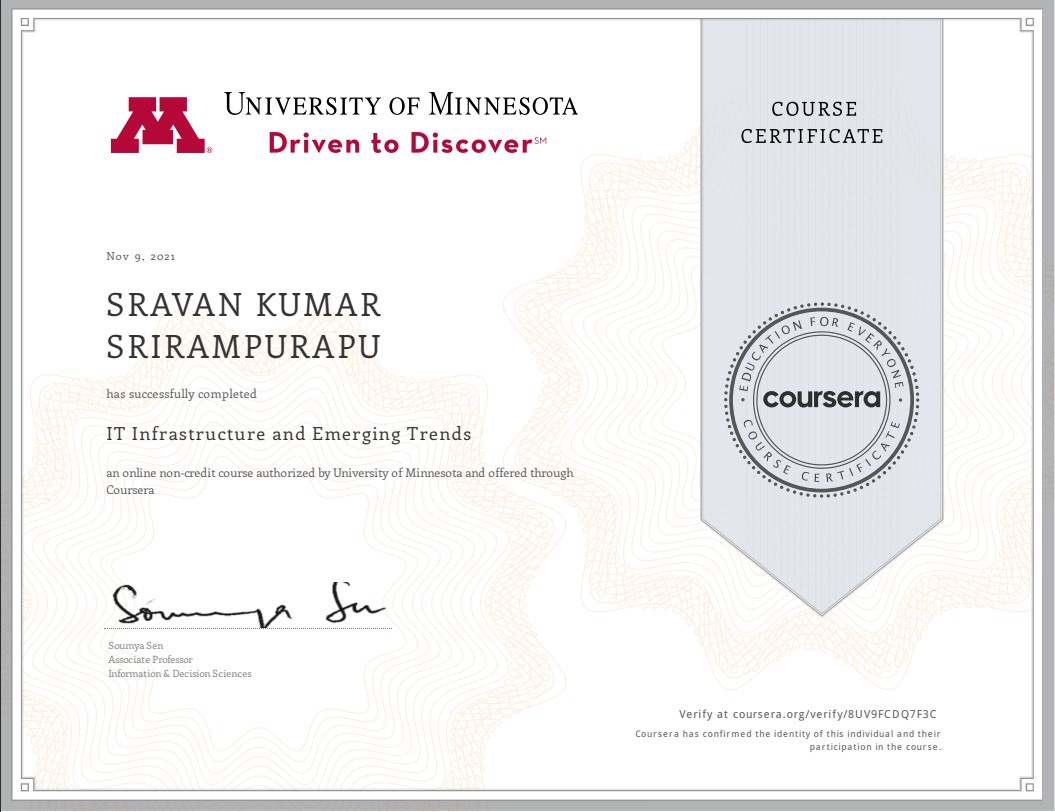 UNIVERSITY OF MINNESOTA
Driven to Discover℠
®
COURSE
CERTIFICATE
Nov 9, 2021
SRAVAN KUMAR
SRIRAMPURAPU
has successfully completed
IT Infrastructure and Emerging Trends
an online non-credit course authorized by University of Minnesota and offered through
Coursera
EDUCATION FOR EVERYONE
coursera
COURSE CERTIFICATE
Soumya Sen
Soumya Sen
Associate Professor
Information & Decision Sciences
Verify at coursera.org/verify/8UV9FCDQ7F3C
Coursera has confirmed the identity of this individual and their
participation in the course.